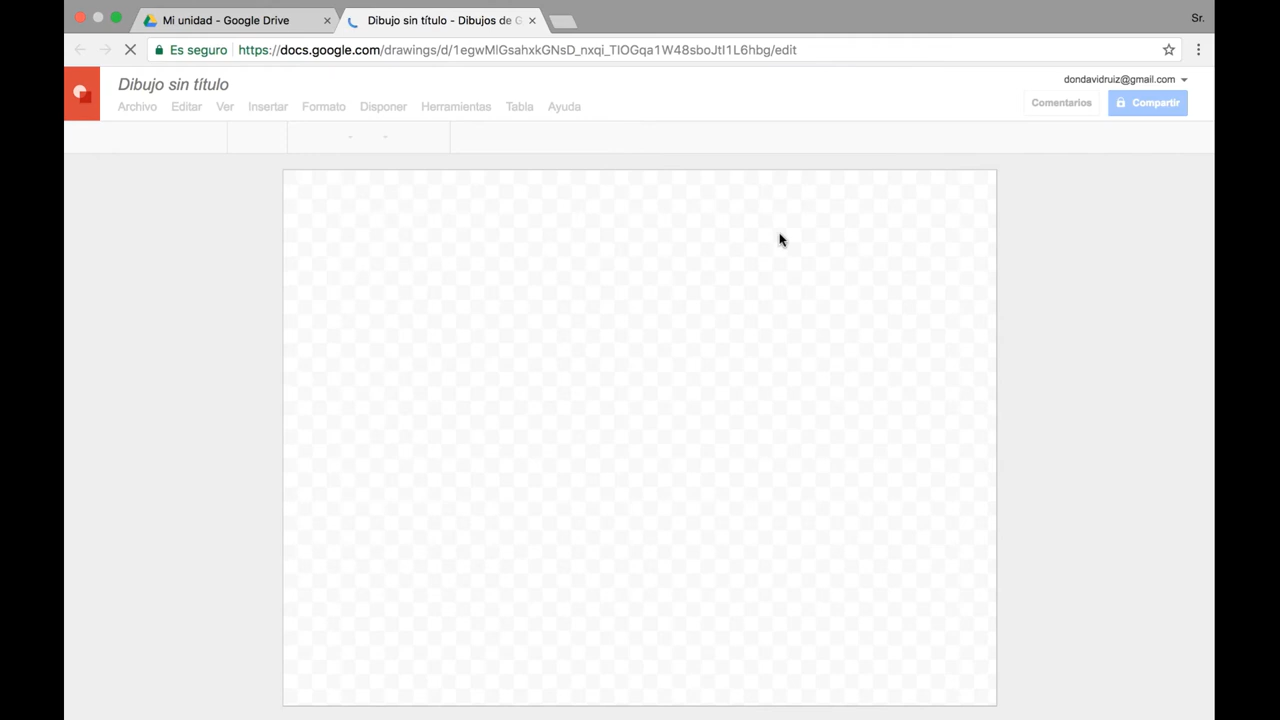 Mi unidad - Google Drive
Dibujo sin título - Dibujos de G
Sr.
Es seguro
https://docs.google.com/drawings/d/1egwMlGsahxkGNsD_nxqi_TlOGqa1W48sboJtI1L6hbg/edit
Dibujo sin título
dondavidruiz@gmail.com
Archivo Editar Ver Insertar Formato Disponer Herramientas Tabla Ayuda
Comentarios
Compartir